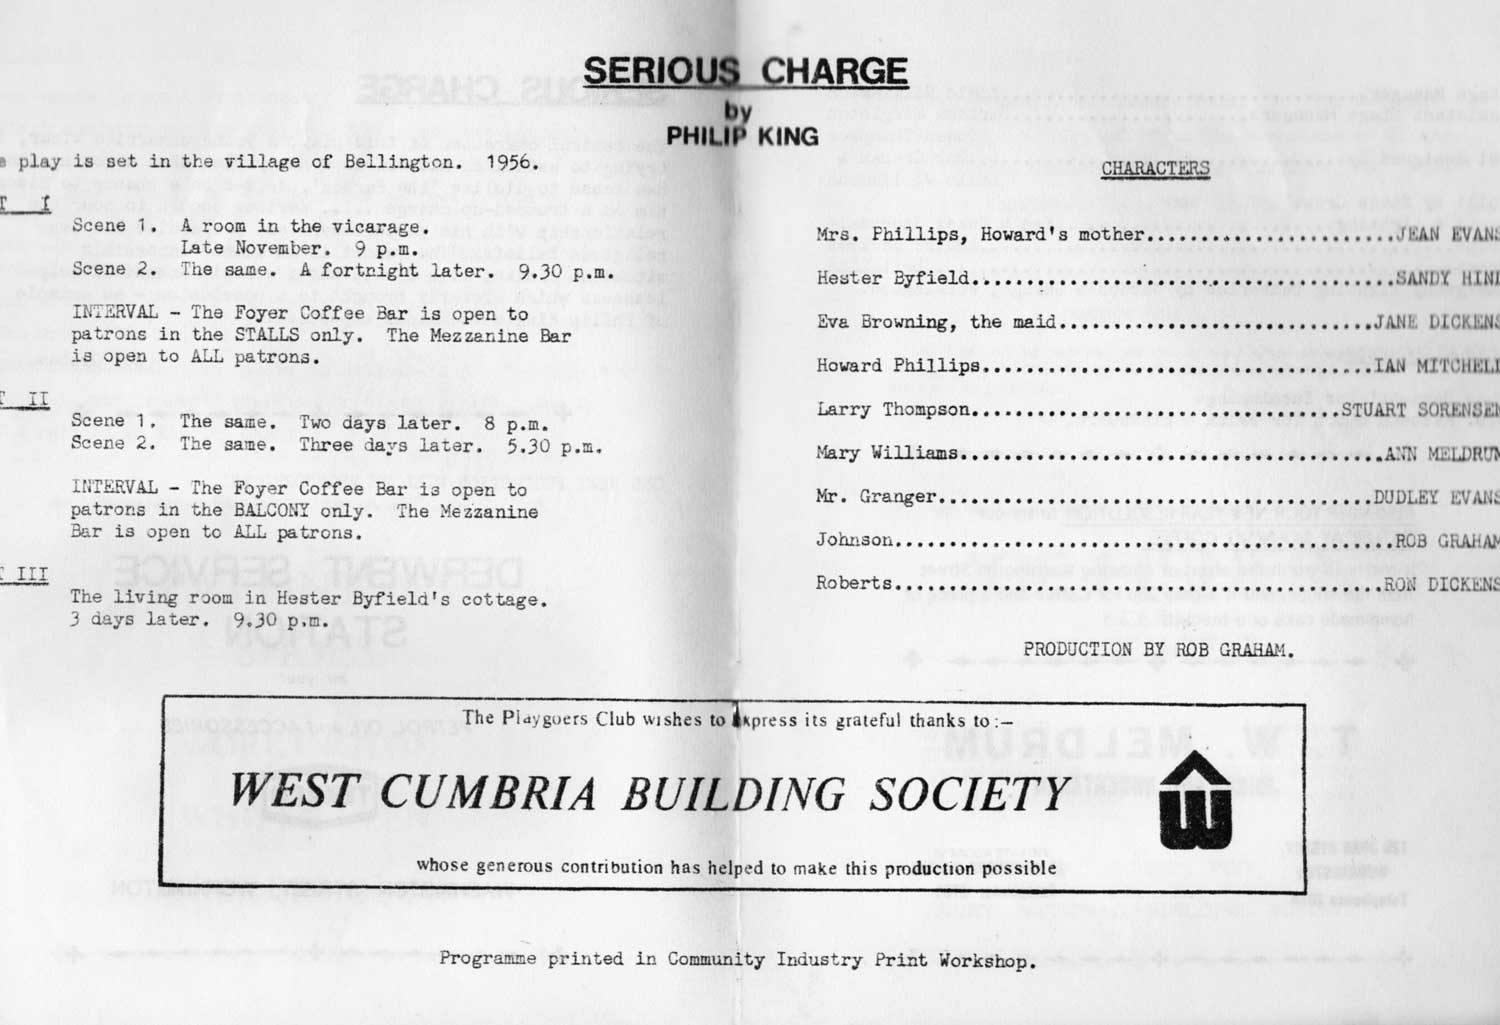 SERIOUS CHARGE
by
PHILIP KING
play is set in the village of Bellington. 1956.
T I
Scene 1. A room in the vicarage.
Late November. 9 p.m.
Scene 2. The same. A fortnight later. 9.30 p.m.
INTERVAL - The Foyer Coffee Bar is open to
patrons in the STALLS only. The Mezzanine Bar
is open to ALL patrons.
T II
Scene 1. The same. Two days later. 8 p.m.
Scene 2. The same. Three days later. 5.30 p.m.
INTERVAL - The Foyer Coffee Bar is open to
patrons in the BALCONY only. The Mezzanine
Bar is open to ALL patrons.
T III
The living room in Hester Byfield's cottage.
3 days later. 9.30 p.m.
CHARACTERS
Mrs. Phillips, Howard's mother.......................JEAN EVANS
Hester Byfield.......................................SANDY HIND
Eva Browning, the maid.............................JANE DICKENS
Howard Phillips....................................IAN MITCHELL
Larry Thompson..................................STUART SORENSEN
Mary Williams.......................................ANN MELDRUM
Mr. Granger........................................DUDLEY EVANS
Johnson..............................................ROB GRAHAM
Roberts.............................................RON DICKENS
PRODUCTION BY ROB GRAHAM.
The Playgoers Club wishes to express its grateful thanks to :—
WEST CUMBRIA BUILDING SOCIETY
whose generous contribution has helped to make this production possible
Programme printed in Community Industry Print Workshop.